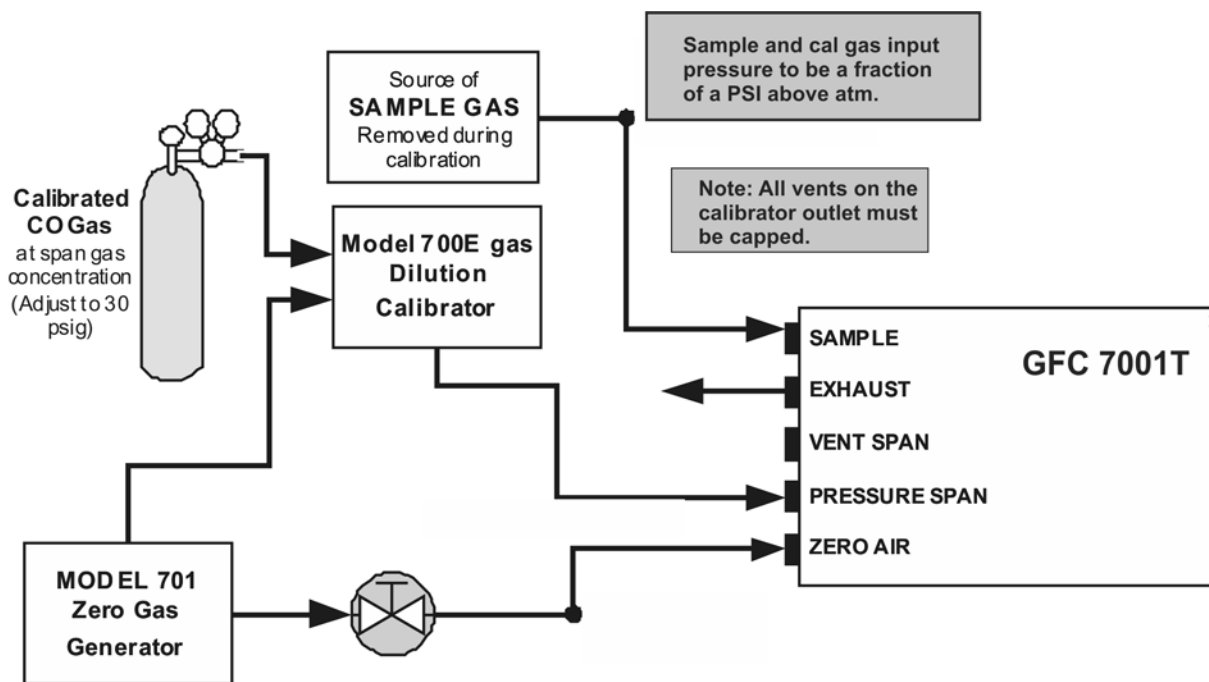 Source of
SAMPLE GAS
Removed during
calibration
Sample and cal gas input
pressure to be a fraction
of a PSI above atm.
Note: All vents on the
calibrator outlet must
be capped.
Calibrated
CO Gas
at span gas
concentration
(Adjust to 30
psig)
Model 700E gas
Dilution
Calibrator
GFC 7001T
SAMPLE
EXHAUST
VENT SPAN
PRESSURE SPAN
ZERO AIR
MODEL 701
Zero Gas
Generator